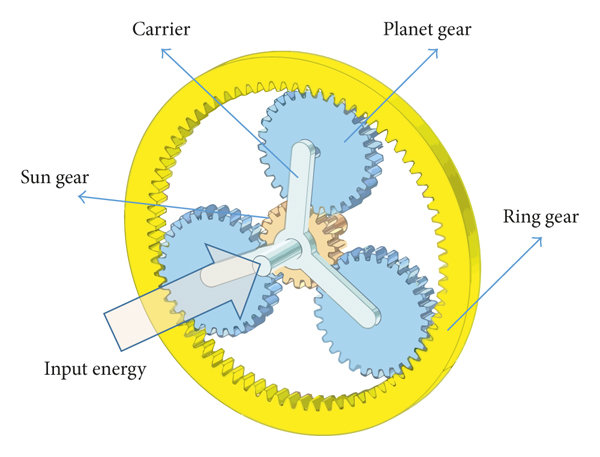 Carrier
Planet gear
Sun gear
Ring gear
Input energy